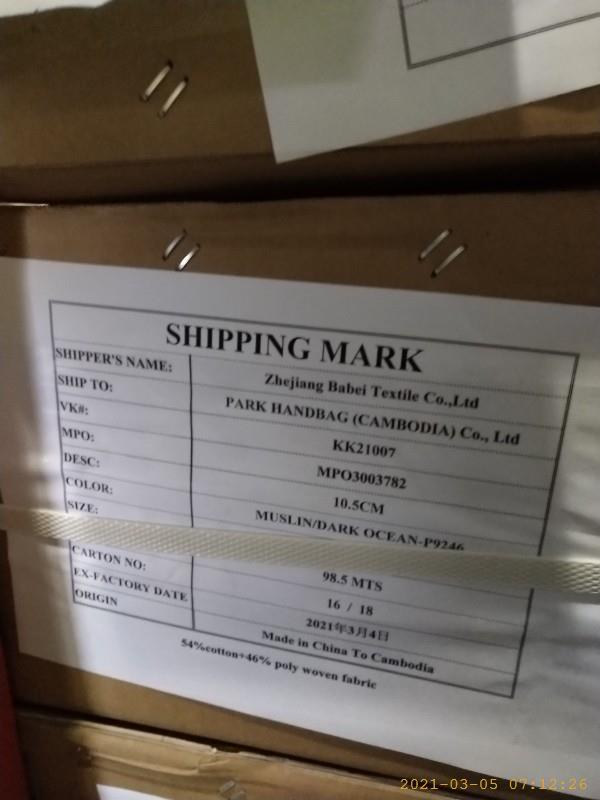 SHIPPING MARK
SHIPPER'S NAME: Zhejiang Babei Textile Co.,Ltd
SHIP TO: PARK HANDBAG (CAMBODIA) Co., Ltd
VK#: KK21007
MPO: MPO3003782
DESC: 10.5CM
COLOR: MUSLIN/DARK OCEAN-P9246
SIZE:
98.5 MTS
CARTON NO: 16 / 18
EX-FACTORY DATE 2021年3月4日
ORIGIN Made in China To Cambodia
54%cotton+46% poly woven fabric
2021-03-05 07:12:26